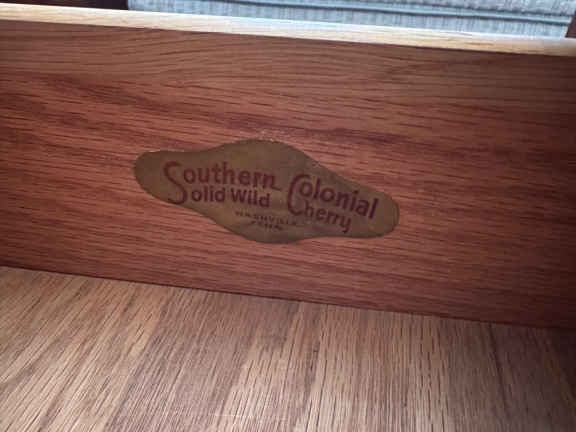 Southern Colonial
Solid Wild Cherry
NASHVILLE,
TENN.